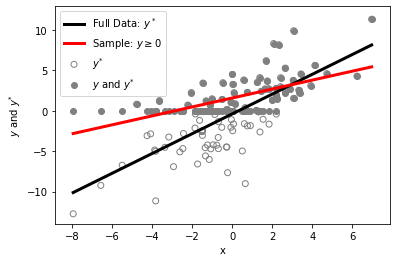 Full Data: y*
Sample: y ≥ 0
y*
y and y*
10
5
0
−5
−10
y and y*
−8 −6 −4 −2 0 2 4 6
x